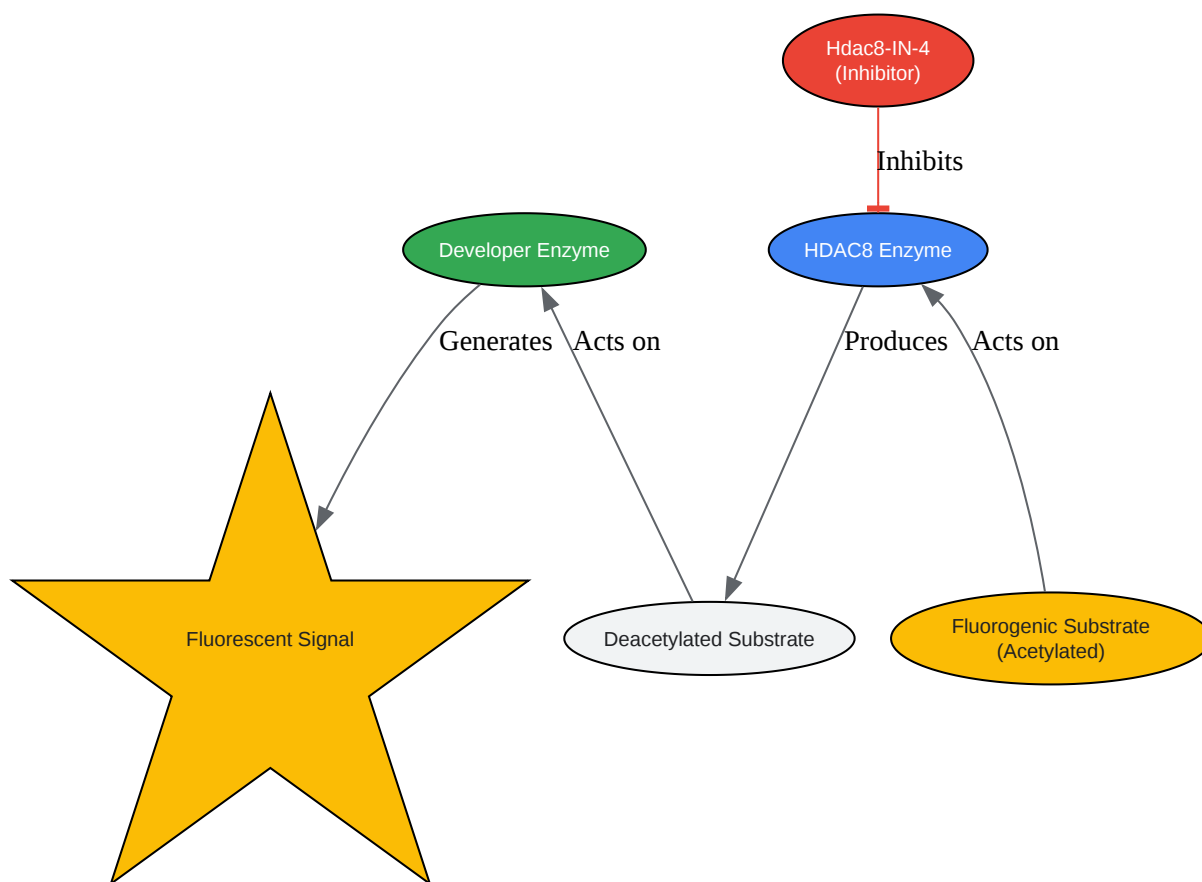 Hdac8-IN-4
(Inhibitor)
Inhibits
Developer Enzyme
HDAC8 Enzyme
Generates
Acts on
Produces
Acts on
Fluorescent Signal
Deacetylated Substrate
Fluorogenic Substrate
(Acetylated)